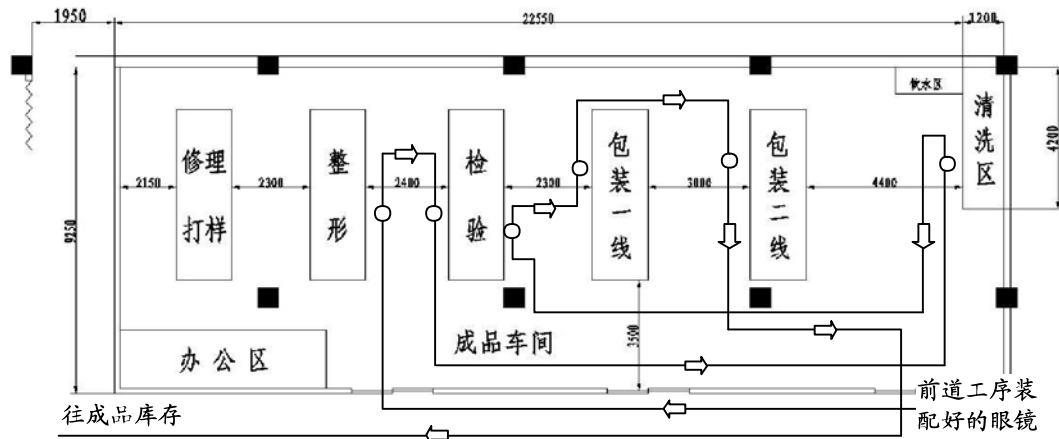 1950
22550
1200
饮水区
清洗区
4200
修理
打样
整形
检验
包装一线
包装二线
2150
2300
2400
2300
3000
4400
9250
3500
成品车间
办公区
往成品库存
前道工序装
配好的眼镜